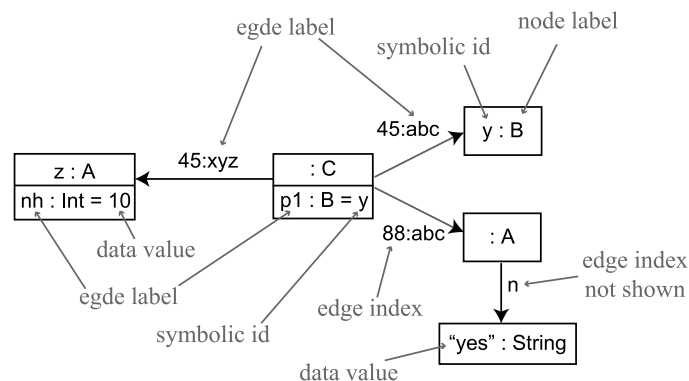 egde label
node label
symbolic id
45:abc
y : B
45:xyz
z : A
nh : Int = 10
: C
p1 : B = y
data value
88:abc
: A
egde label
edge index
n
edge index
not shown
symbolic id
"yes" : String
data value